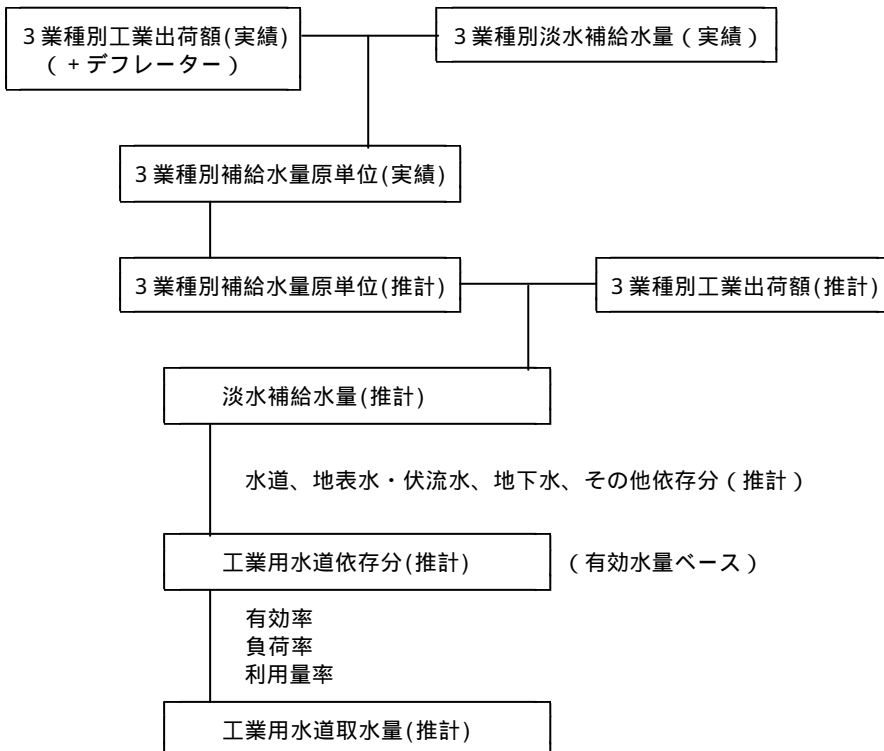 3業種別工業出荷額(実績)
（＋デフレーター）
3業種別淡水補給水量（実績）
3業種別補給水量原単位(実績)
3業種別補給水量原単位(推計)
3業種別工業出荷額(推計)
淡水補給水量(推計)
水道、地表水・伏流水、地下水、その他依存分（推計）
工業用水道依存分(推計)
（有効水量ベース）
有効率
負荷率
利用量率
工業用水道取水量(推計)